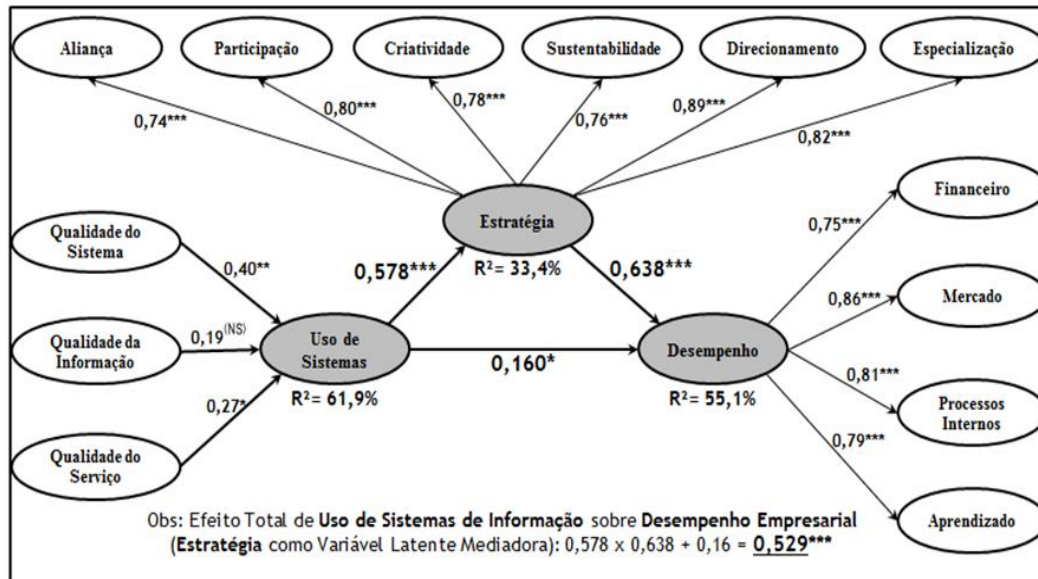 Aliança
Participação
Criatividade
Sustentabilidade
Direcionamento
Especialização
0,74***
0,80***
0,78***
0,76***
0,89***
0,82***
Estratégia
R²= 33,4%
Qualidade do
Sistema
0,40**
Qualidade da
Informação
0,19(NS)
Qualidade do
Serviço
0,27*
Uso de
Sistemas
R²= 61,9%
0,578***
0,638***
0,160*
Desempenho
R²= 55,1%
0,75***
Financeiro
0,86***
Mercado
0,81***
Processos
Internos
0,79***
Aprendizado
Obs: Efeito Total de Uso de Sistemas de Informação sobre Desempenho Empresarial
(Estratégia como Variável Latente Mediadora): 0,578 x 0,638 + 0,16 = 0,529***